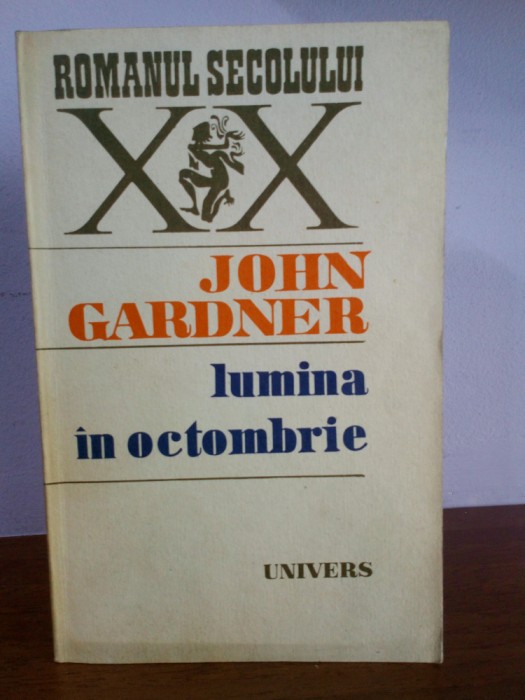 ROMANUL SECOLULUI
XX
JOHN
GARDNER
lumina
în octombrie
UNIVERS